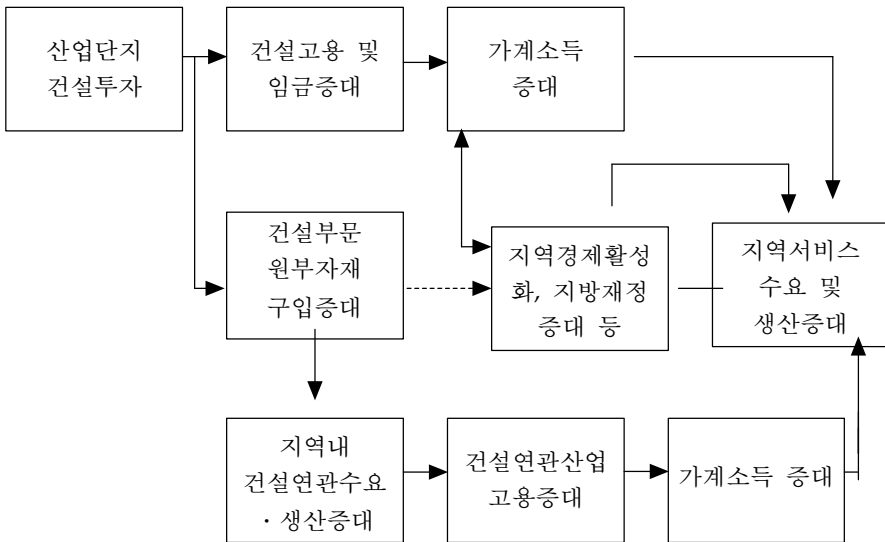 산업단지
건설투자
건설고용 및
임금증대
가계소득
증대
건설부문
원부자재
구입증대
지역경제활성
화, 지방재정
증대 등
지역서비스
수요 및
생산증대
지역내
건설연관수요
· 생산증대
건설연관산업
고용증대
가계소득 증대